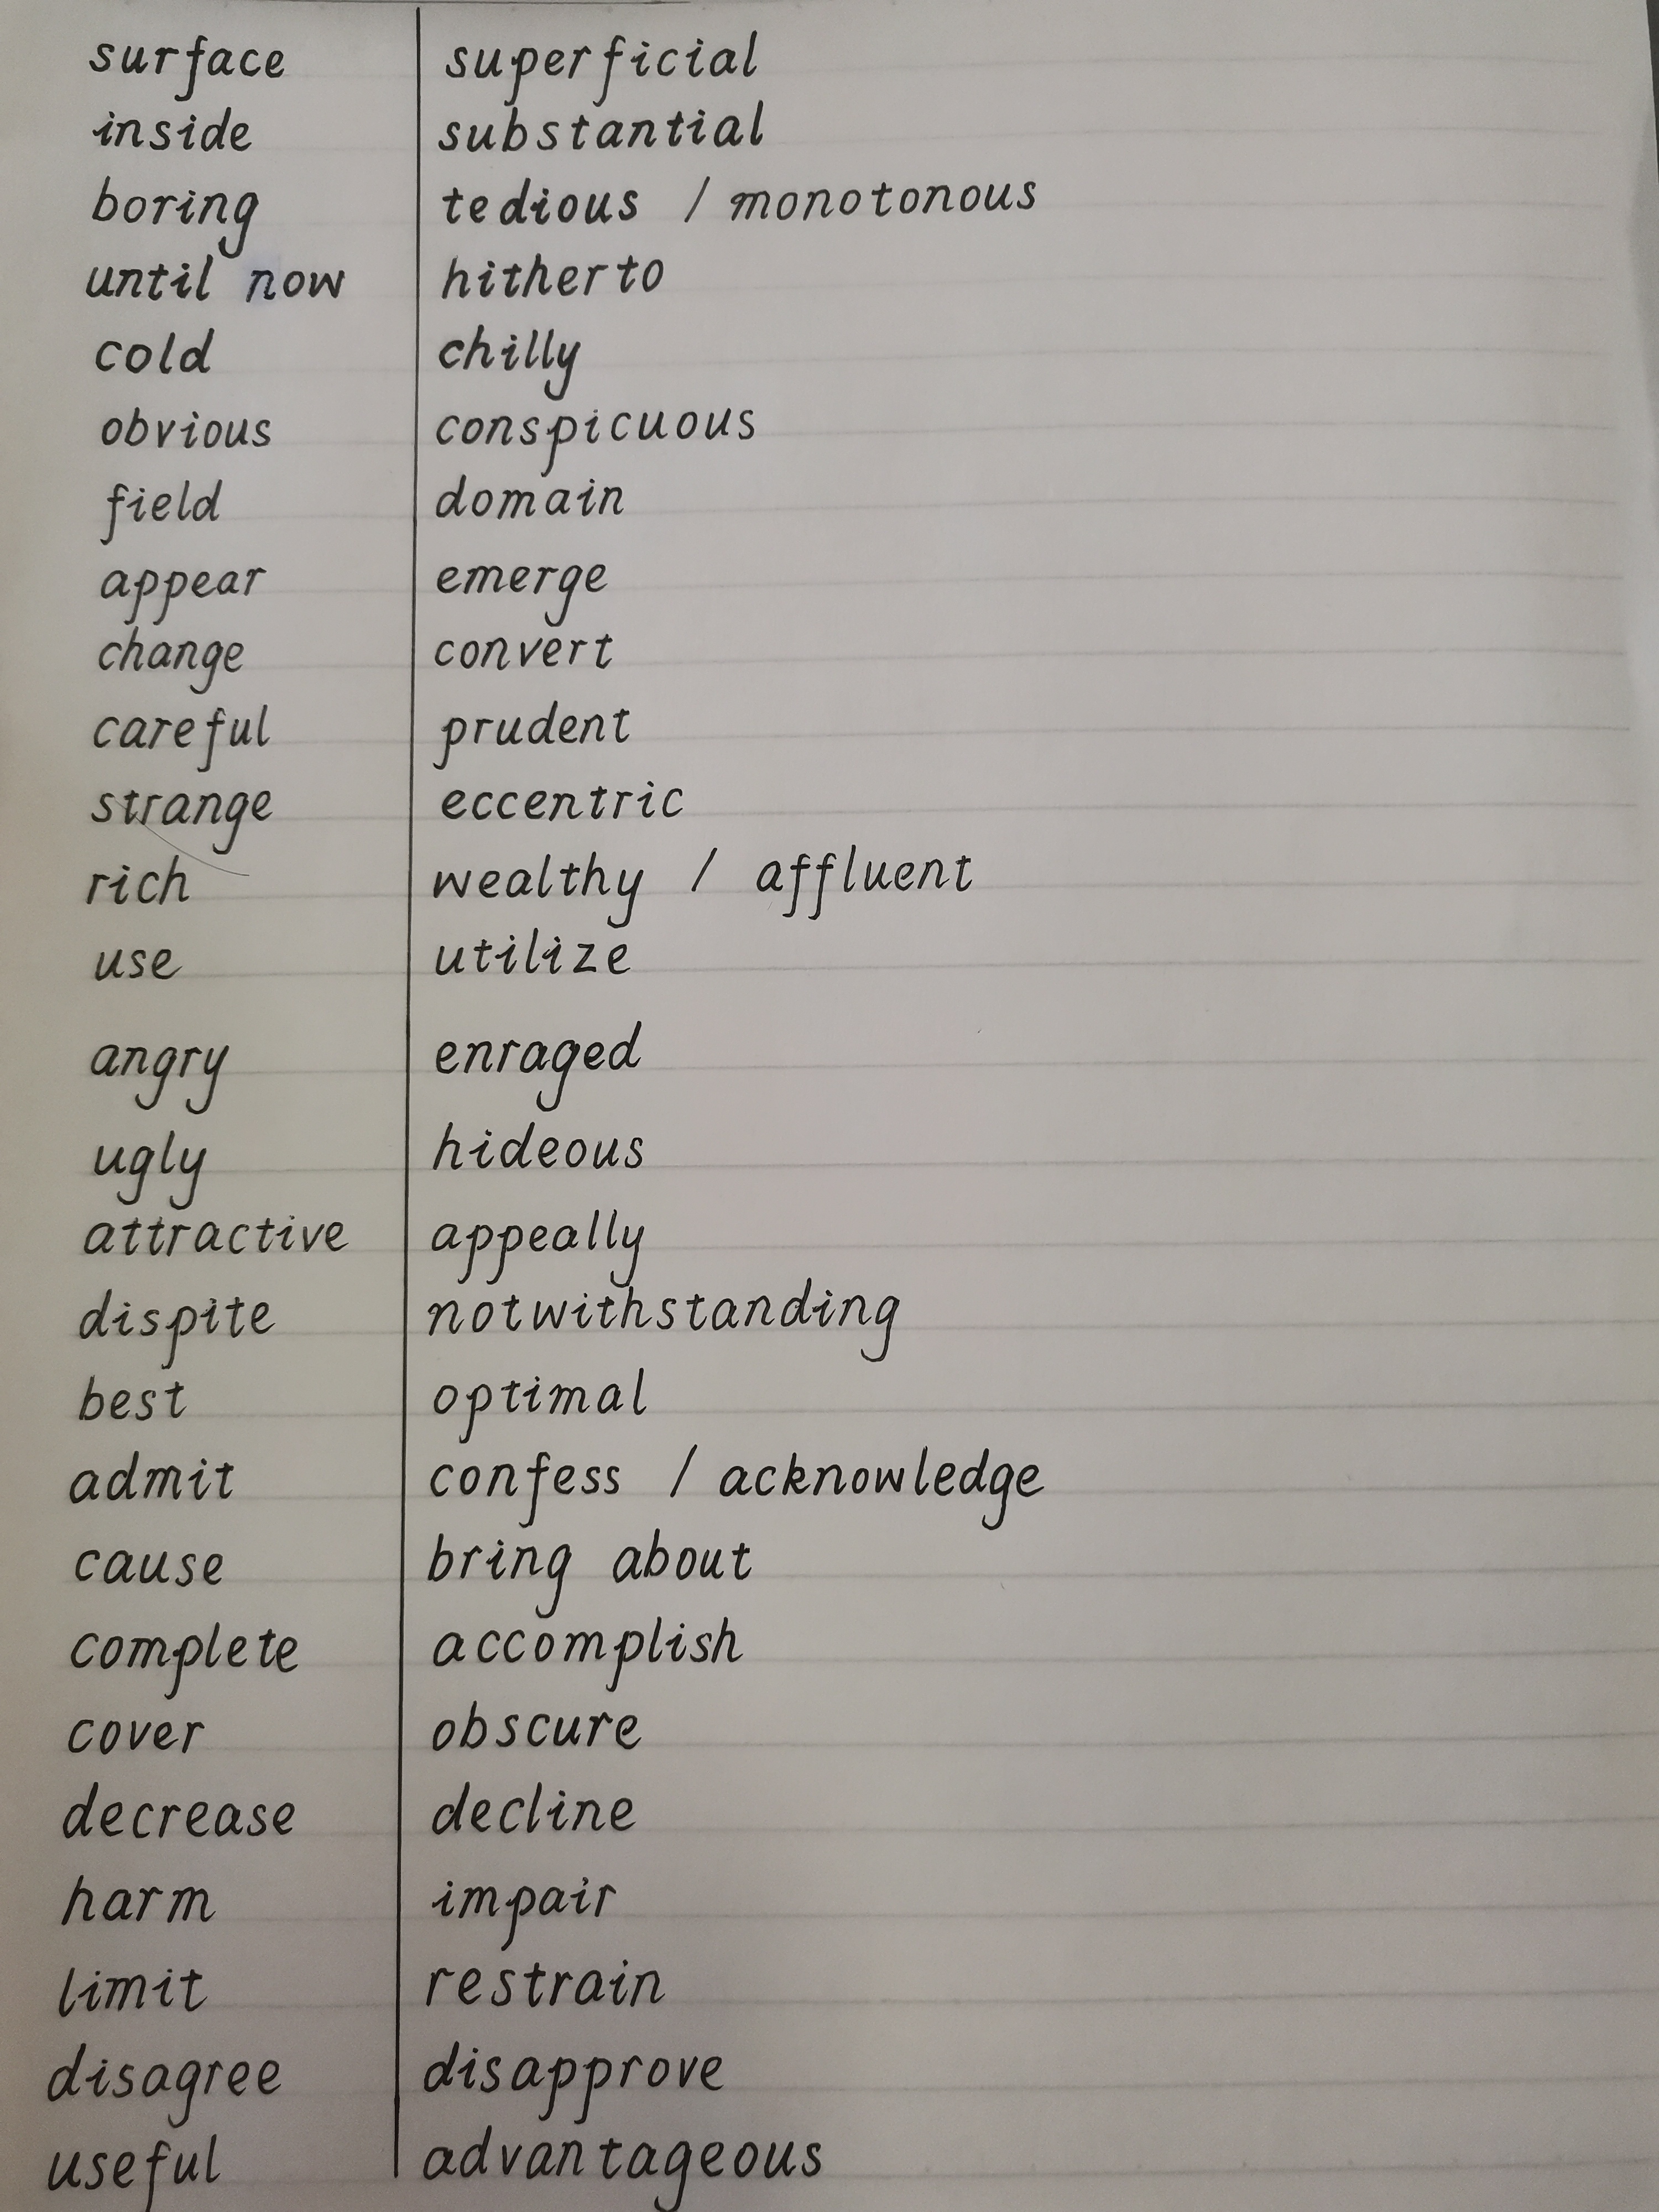 surface superficial
inside substantial
boring tedious / monotonous
until now hitherto
cold chilly
obvious conspicuous
field domain
appear emerge
change convert
careful prudent
strange eccentric
rich wealthy / affluent
use utilize
angry enraged
ugly hideous
attractive appeally
dispite notwithstanding
best optimal
admit confess / acknowledge
cause bring about
complete accomplish
cover obscure
decrease decline
harm impair
limit restrain
disagree disapprove
useful advantageous